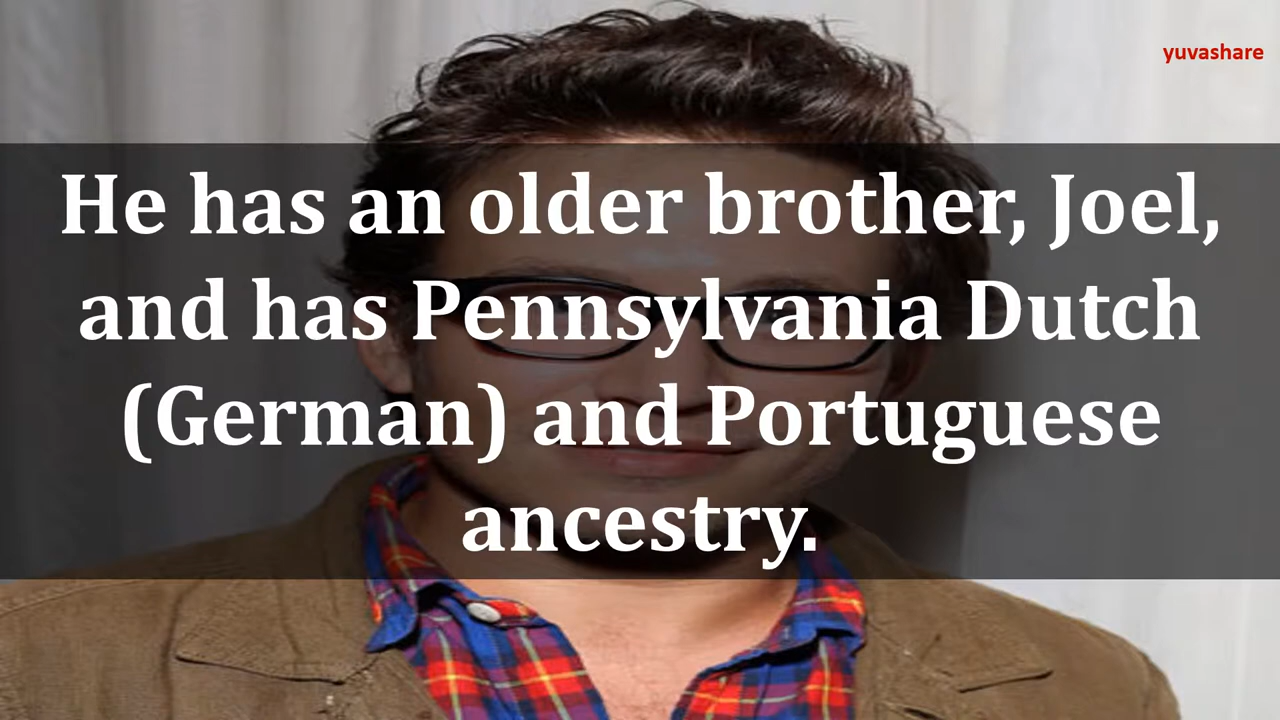 yuvashare
He has an older brother, Joel,
and has Pennsylvania Dutch
(German) and Portuguese
ancestry.